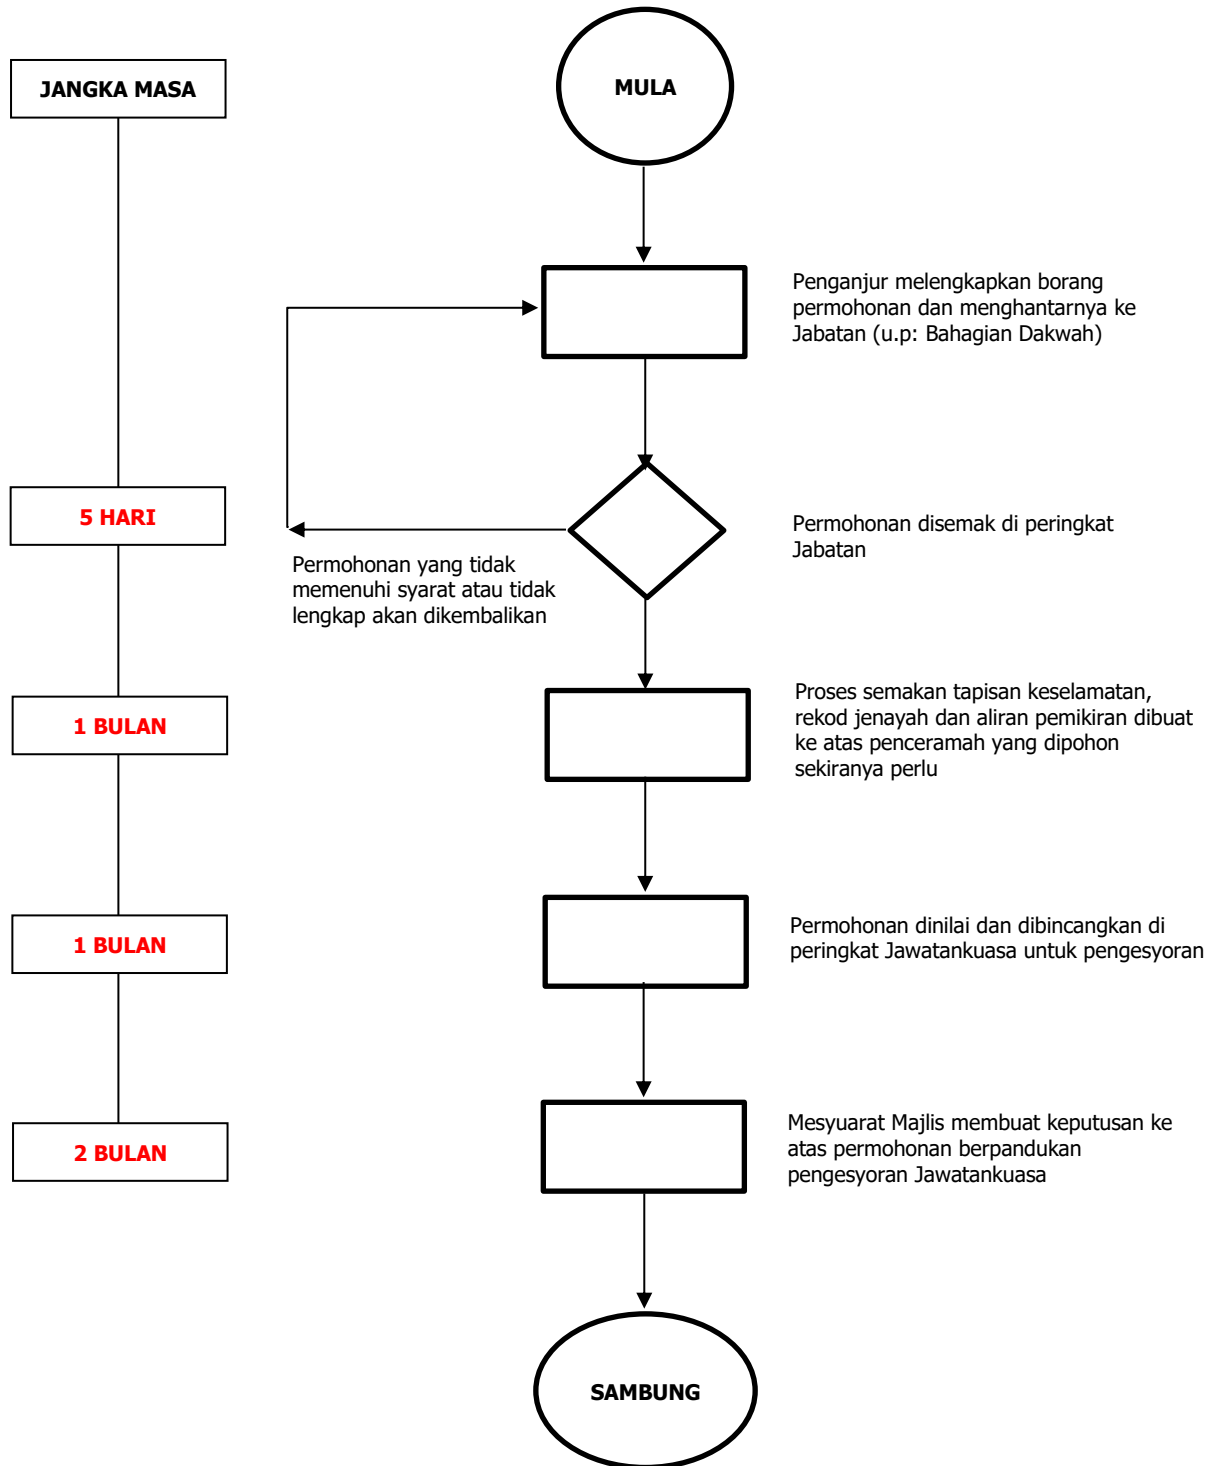 JANGKA MASA
MULA
Penganjur melengkapkan borang
permohonan dan menghantarnya ke
Jabatan (u.p: Bahagian Dakwah)
5 HARI
Permohonan disemak di peringkat
Jabatan
Permohonan yang tidak
memenuhi syarat atau tidak
lengkap akan dikembalikan
1 BULAN
Proses semakan tapisan keselamatan,
rekod jenayah dan aliran pemikiran dibuat
ke atas penceramah yang dipohon
sekiranya perlu
1 BULAN
Permohonan dinilai dan dibincangkan di
peringkat Jawatankuasa untuk pengesyoran
2 BULAN
Mesyuarat Majlis membuat keputusan ke
atas permohonan berpandukan
pengesyoran Jawatankuasa
SAMBUNG